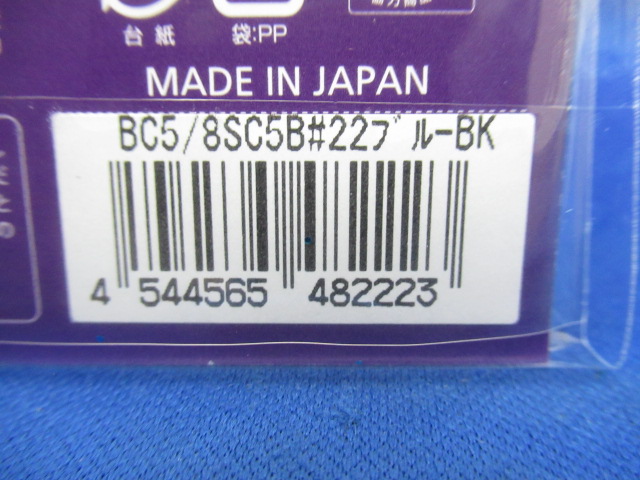 台紙 袋:PP
MADE IN JAPAN
BC5/8SC5B#22ﾌﾞﾙｰBK
4 544565 482223